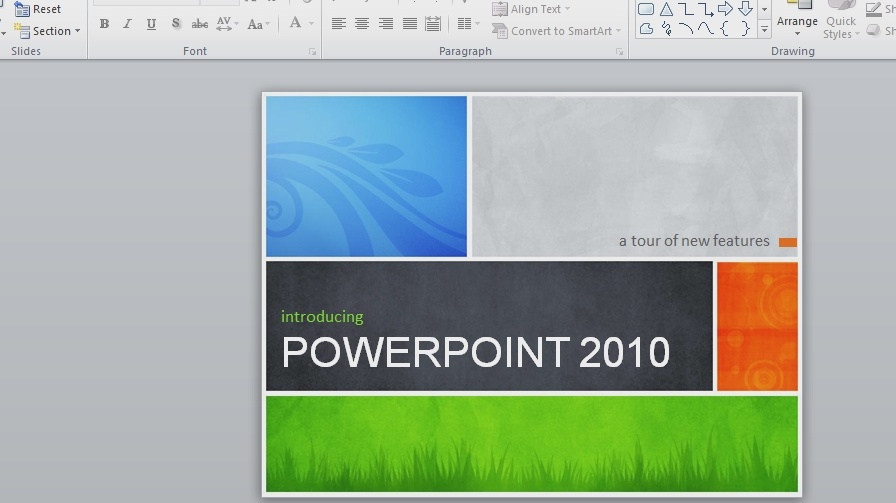 Reset
Align Text
Arrange
Quick
Section
B I U S abc AV Aa A
Convert to SmartArt
Styles
Slides
Font
Paragraph
Drawing
a tour of new features
introducing
POWERPOINT 2010